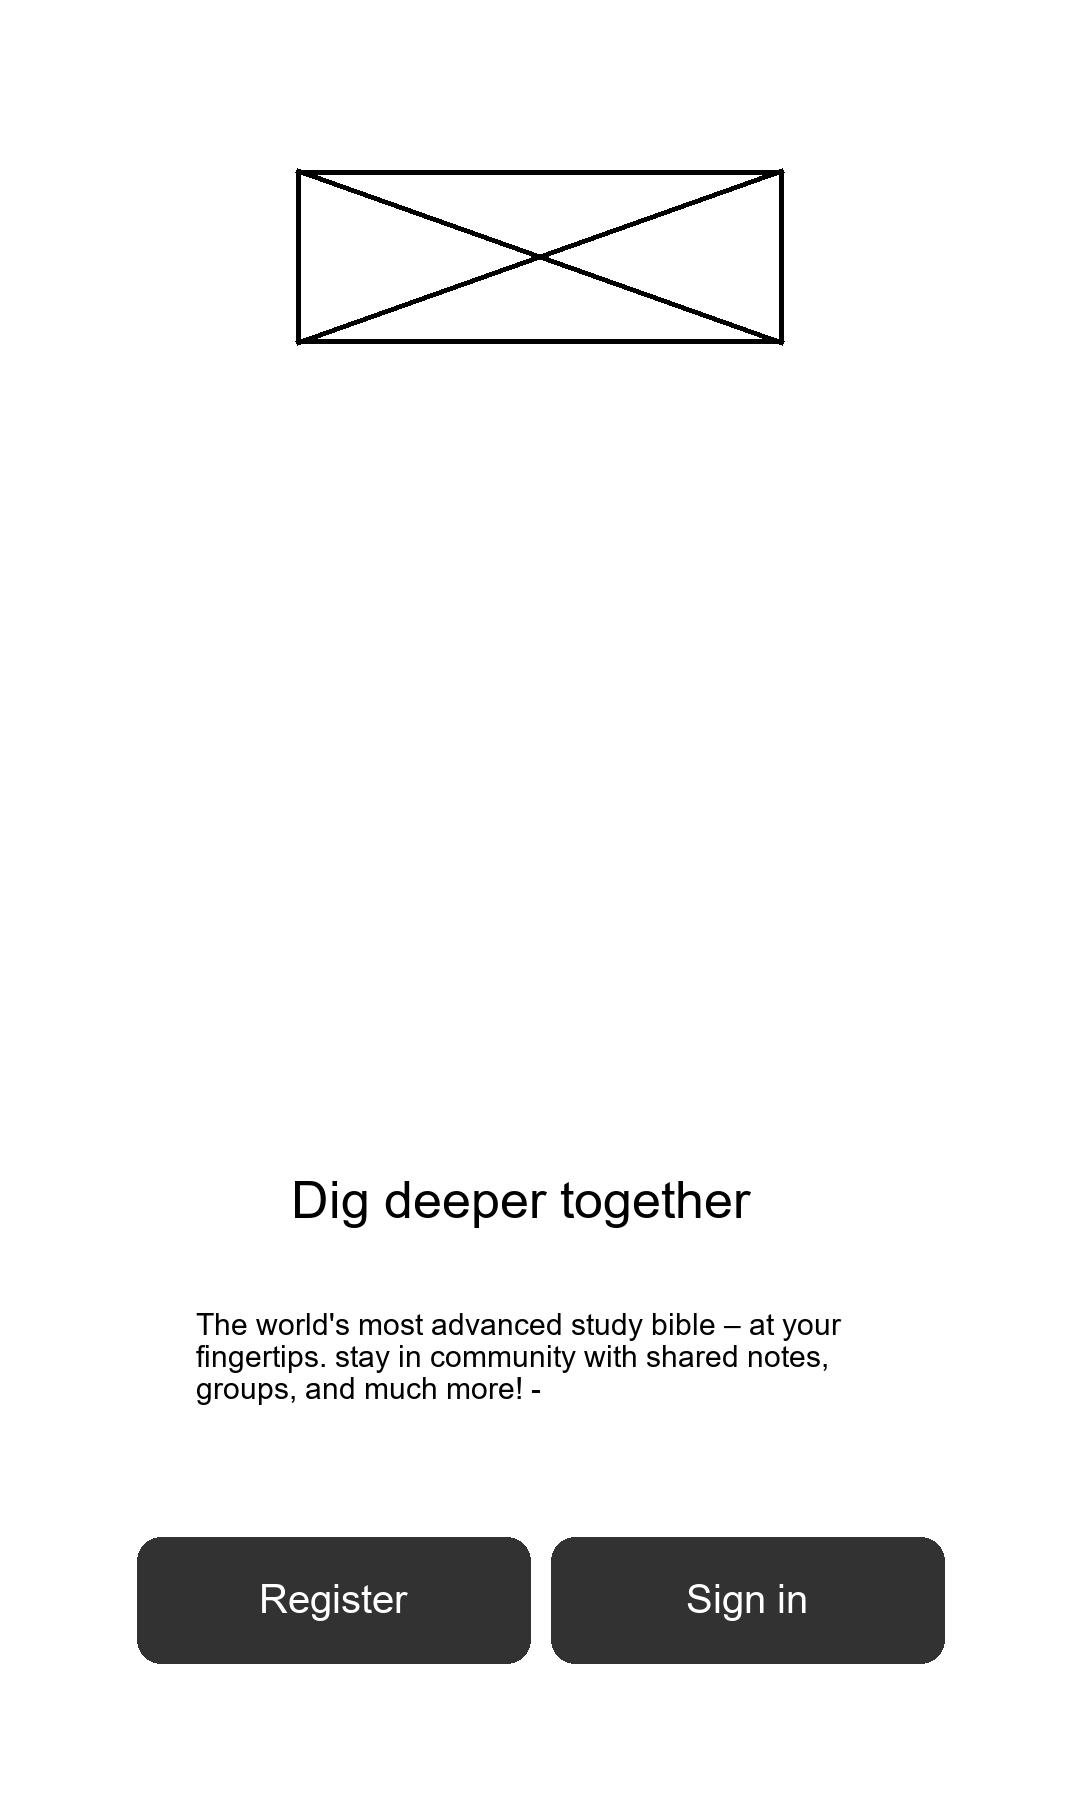 Dig deeper together
The world's most advanced study bible – at your
fingertips. stay in community with shared notes,
groups, and much more! -
Register
Sign in